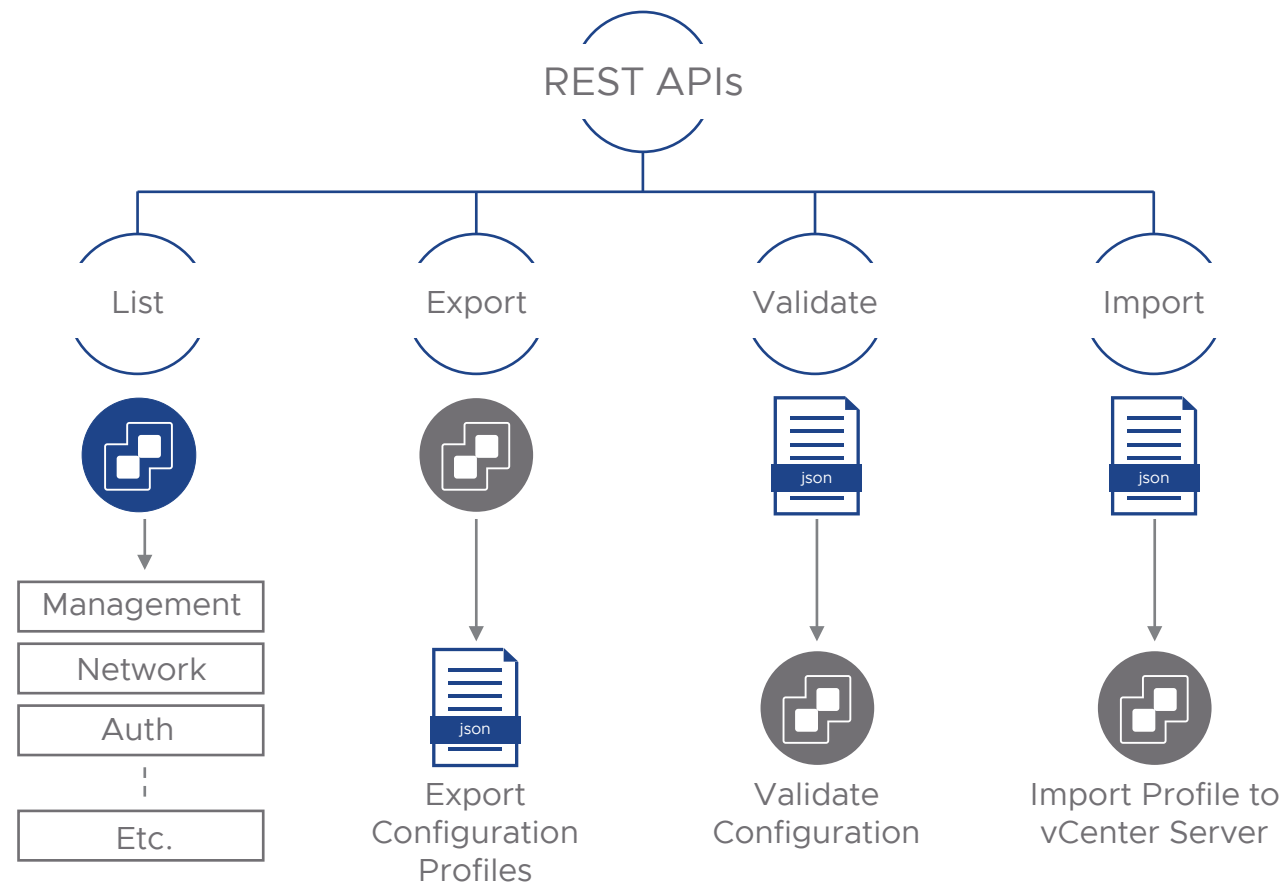 REST APIs
List
Export
Validate
Import
json
json
Management
Network
Auth
Etc.
json
Export
Configuration
Profiles
Validate
Configuration
Import Profile to
vCenter Server